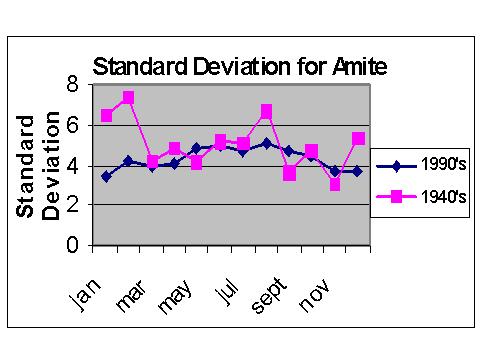 Standard Deviation for Amite
8
6
4
2
0
Standard
Deviation
jan
mar
may
jul
sept
nov
1990's
1940's